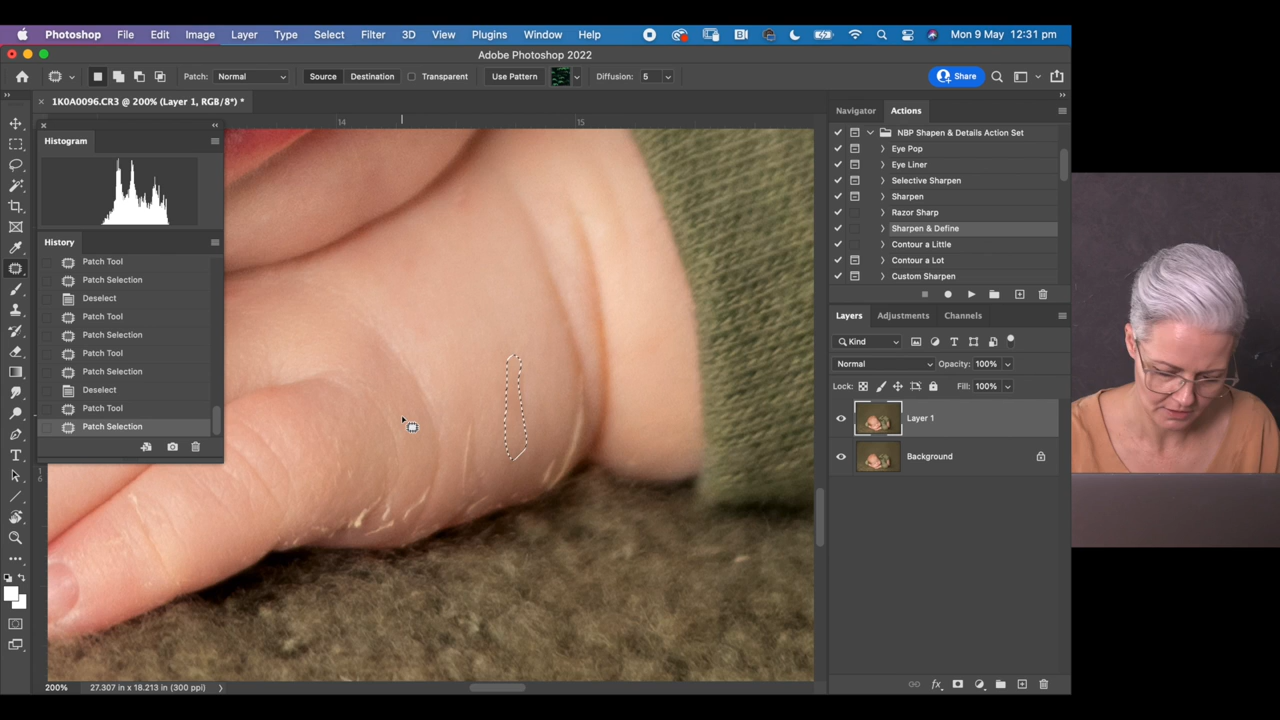 Photoshop File Edit Image Layer Type Select Filter 3D View Plugins Window Help Mon 9 May 12:31 pm
Adobe Photoshop 2022
Patch: Normal Source Destination Transparent Use Pattern Diffusion: 5 Share
1K0A0096.CR3 @ 200% (Layer 1, RGB/8*) *
14 15
Histogram
History
Patch Tool
Patch Selection
Deselect
Patch Tool
Patch Selection
Patch Tool
Patch Selection
Deselect
Patch Tool
Patch Selection
16
200% 27.307 in x 18.213 in (300 ppi)
Navigator Actions
NBP Shapen & Details Action Set
Eye Pop
Eye Liner
Selective Sharpen
Sharpen
Razor Sharp
Sharpen & Define
Contour a Little
Contour a Lot
Custom Sharpen
Layers Adjustments Channels
Kind
Normal Opacity: 100%
Lock: Fill: 100%
Layer 1
Background
fx